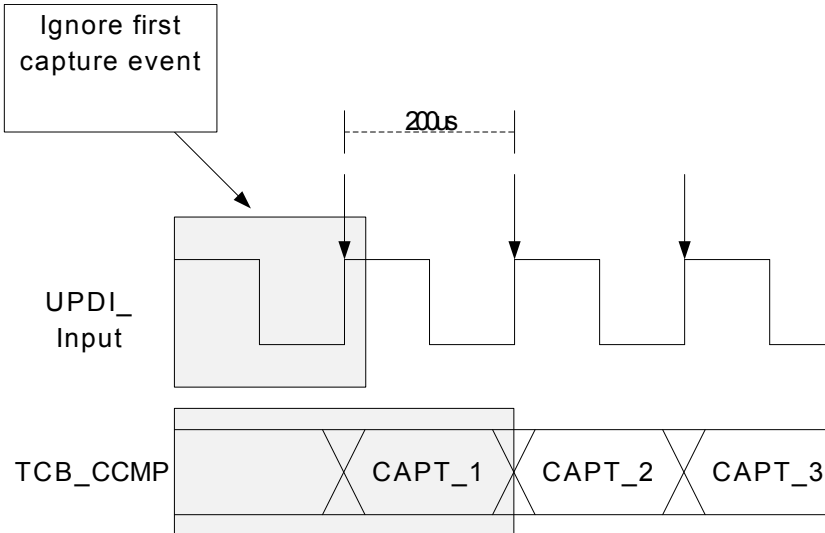 Ignore first
capture event
200us
UPDI_
Input
TCB_CCMP
CAPT_1
CAPT_2
CAPT_3